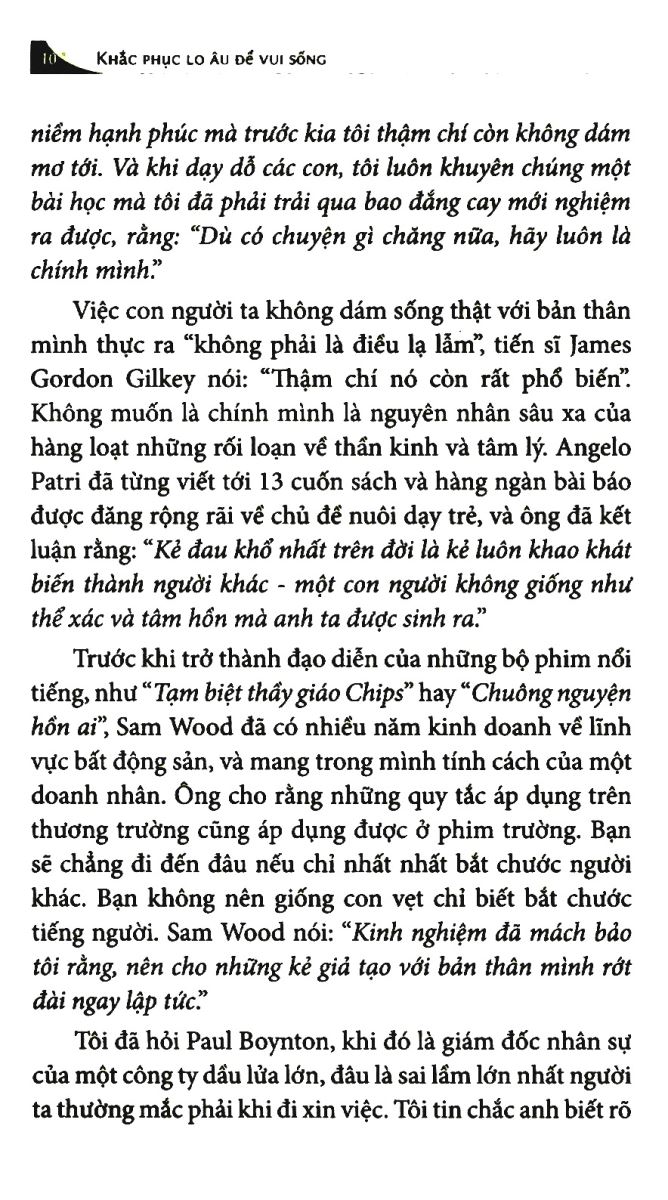 10 KHẮC PHỤC LO ÂU ĐỂ VUI SỐNG
niềm hạnh phúc mà trước kia tôi thậm chí còn không dám
mơ tới. Và khi dạy dỗ các con, tôi luôn khuyên chúng một
bài học mà tôi đã phải trải qua bao đắng cay mới nghiệm
ra được, rằng: “Dù có chuyện gì chăng nữa, hãy luôn là
chính mình.”
Việc con người ta không dám sống thật với bản thân
mình thực ra “không phải là điều lạ lẫm”, tiến sĩ James
Gordon Gilkey nói: “Thậm chí nó còn rất phổ biến”.
Không muốn là chính mình là nguyên nhân sâu xa của
hàng loạt những rối loạn về thần kinh và tâm lý. Angelo
Patri đã từng viết tới 13 cuốn sách và hàng ngàn bài báo
được đăng rộng rãi về chủ đề nuôi dạy trẻ, và ông đã kết
luận rằng: “Kẻ đau khổ nhất trên đời là kẻ luôn khao khát
biến thành người khác - một con người không giống như
thể xác và tâm hồn mà anh ta được sinh ra.”
Trước khi trở thành đạo diễn của những bộ phim nổi
tiếng, như “Tạm biệt thầy giáo Chips” hay “Chuông nguyện
hồn ai”, Sam Wood đã có nhiều năm kinh doanh về lĩnh
vực bất động sản, và mang trong mình tính cách của một
doanh nhân. Ông cho rằng những quy tắc áp dụng trên
thương trường cũng áp dụng được ở phim trường. Bạn
sẽ chẳng đi đến đâu nếu chỉ nhất nhất bắt chước người
khác. Bạn không nên giống con vẹt chỉ biết bắt chước
tiếng người. Sam Wood nói: “Kinh nghiệm đã mách bảo
tôi rằng, nên cho những kẻ giả tạo với bản thân mình rớt
đài ngay lập tức.”
Tôi đã hỏi Paul Boynton, khi đó là giám đốc nhân sự
của một công ty dầu lửa lớn, đâu là sai lầm lớn nhất người
ta thường mắc phải khi đi xin việc. Tôi tin chắc anh biết rõ